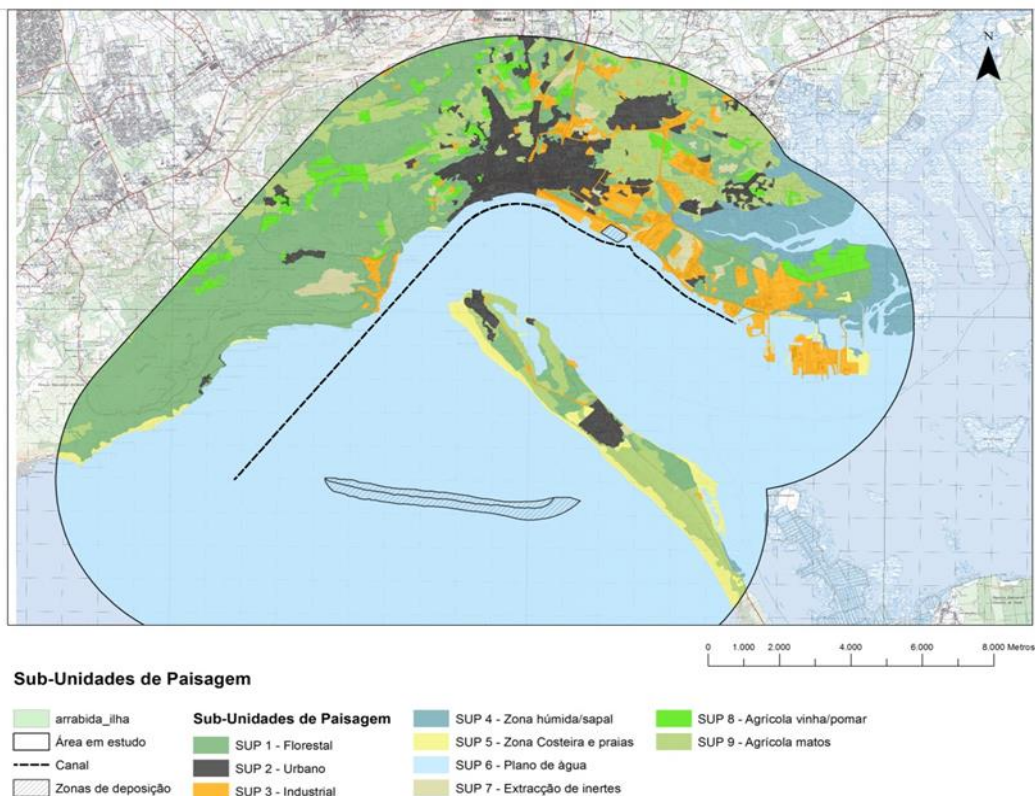 PALMELA
N
0 1.000 2.000 4.000 6.000 8.000 Metros
Sub-Unidades de Paisagem
arrabida_ilha
Área em estudo
Canal
Zonas de deposição
Sub-Unidades de Paisagem
SUP 1 - Florestal
SUP 2 - Urbano
SUP 3 - Industrial
SUP 4 - Zona húmida/sapal
SUP 5 - Zona Costeira e praias
SUP 6 - Plano de água
SUP 7 - Extracção de inertes
SUP 8 - Agrícola vinha/pomar
SUP 9 - Agrícola matos